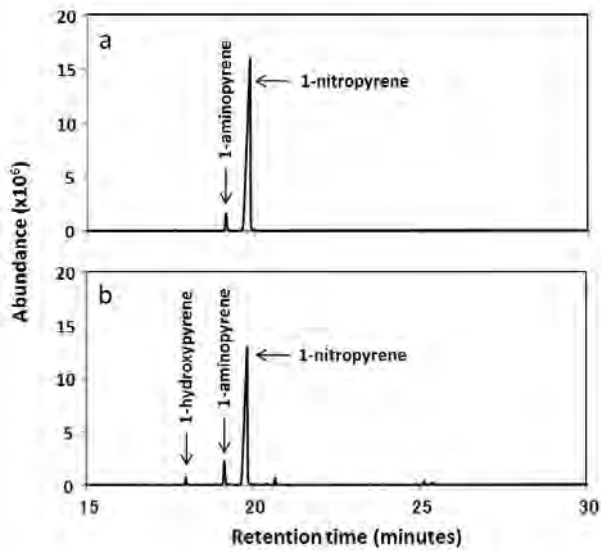 Abundance (x10⁶)
20
15
10
5
0
a
1-aminopyrene
1-nitropyrene
20
15
10
5
0
b
1-hydroxypyrene
1-aminopyrene
1-nitropyrene
15
20
25
30
Retention time (minutes)